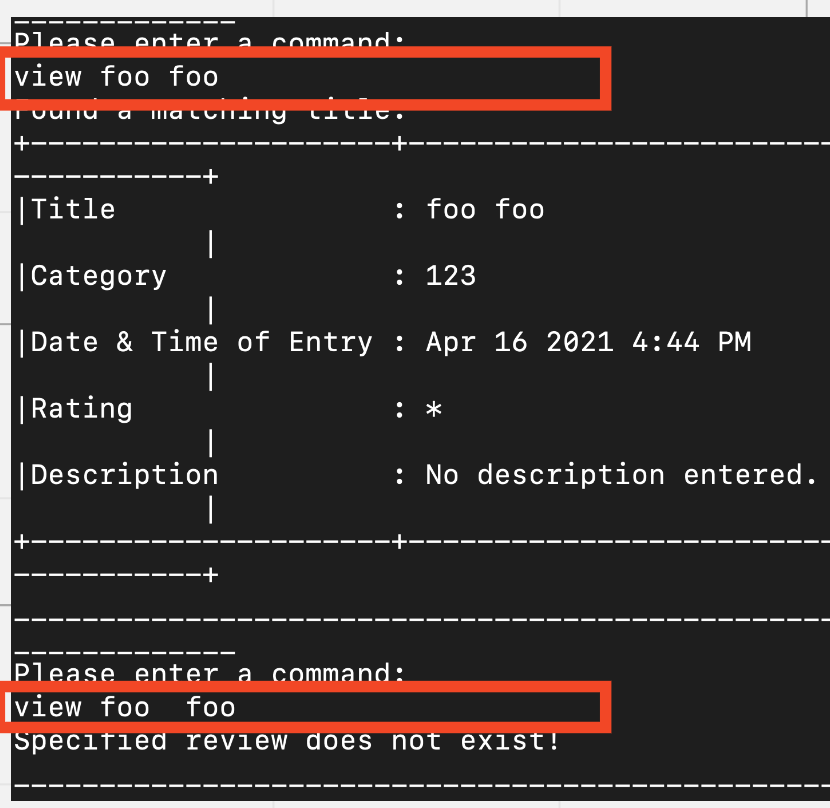 -------------
Please enter a command:
view foo foo
Found a matching title:
+---------------------+-------------------------
-----------+
|Title                : foo foo
           |
|Category             : 123
           |
|Date & Time of Entry : Apr 16 2021 4:44 PM
           |
|Rating               : *
           |
|Description          : No description entered.
           |
+---------------------+-------------------------
-----------+
------------------------------------------------
-------------
Please enter a command:
view foo  foo
Specified review does not exist!
------------------------------------------------